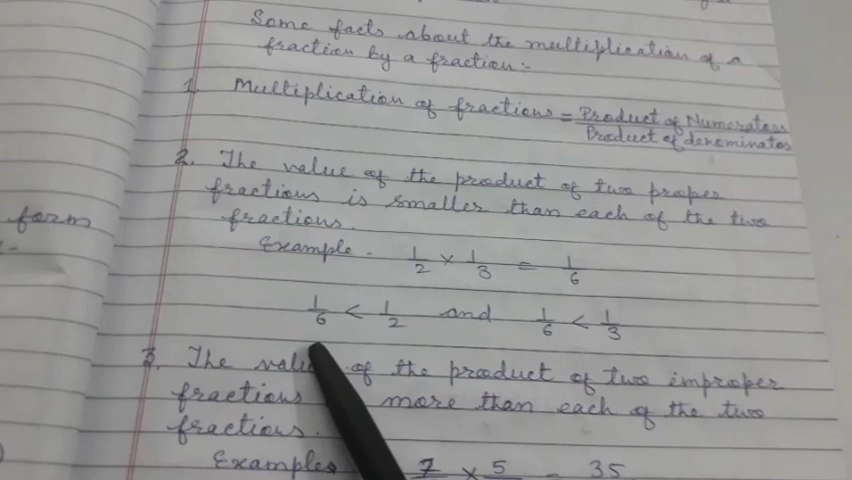 Some facts about the multiplication of a
fraction by a fraction:-
1. Multiplication of fractions = Product of Numerators / Product of denominators
2. The value of the product of two proper
fractions is smaller than each of the two
fractions.
form
Example - 1/2 × 1/3 = 1/6
1/6 < 1/2 and 1/6 < 1/3
3. The value of the product of two improper
fractions more than each of the two
fractions.
Examples 7 × 5 = 35